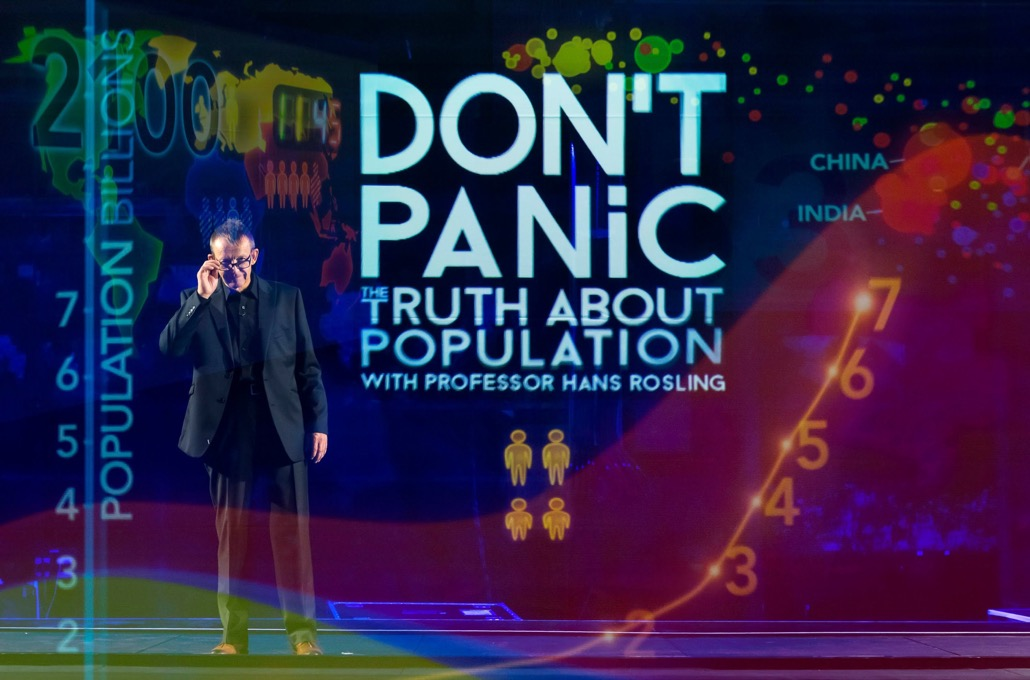 DON'T
PANiC
THE TRUTH ABOUT
POPULATION
WITH PROFESSOR HANS ROSLING
POPULATION BILLIONS
7
6
5
4
3
2
CHINA
INDIA
7
6
5
4
3
2